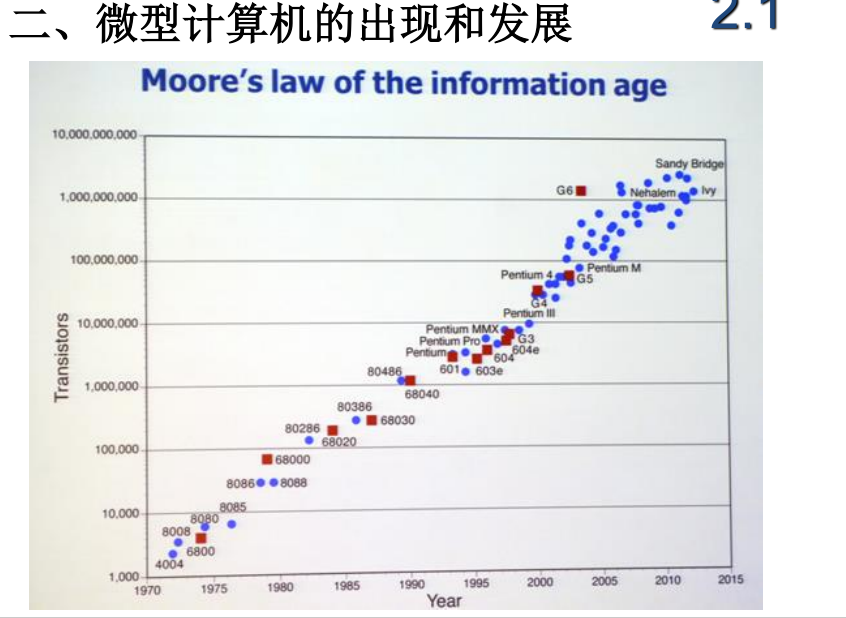 二、微型计算机的出现和发展
2.1
Moore's law of the information age
10,000,000,000
Sandy Bridge
G6
Nehalem
Ivy
1,000,000,000
100,000,000
Pentium 4
Pentium M
G5
G4
Pentium III
10,000,000
Pentium MMX
Pentium Pro
G3
Pentium
604e
604
601
603e
80486
1,000,000
68040
80386
68030
80286
68020
100,000
68000
8086
8088
8085
10,000
8080
8008
6800
4004
1,000
1970
1975
1980
1985
1990
1995
2000
2005
2010
2015
Year
Transistors